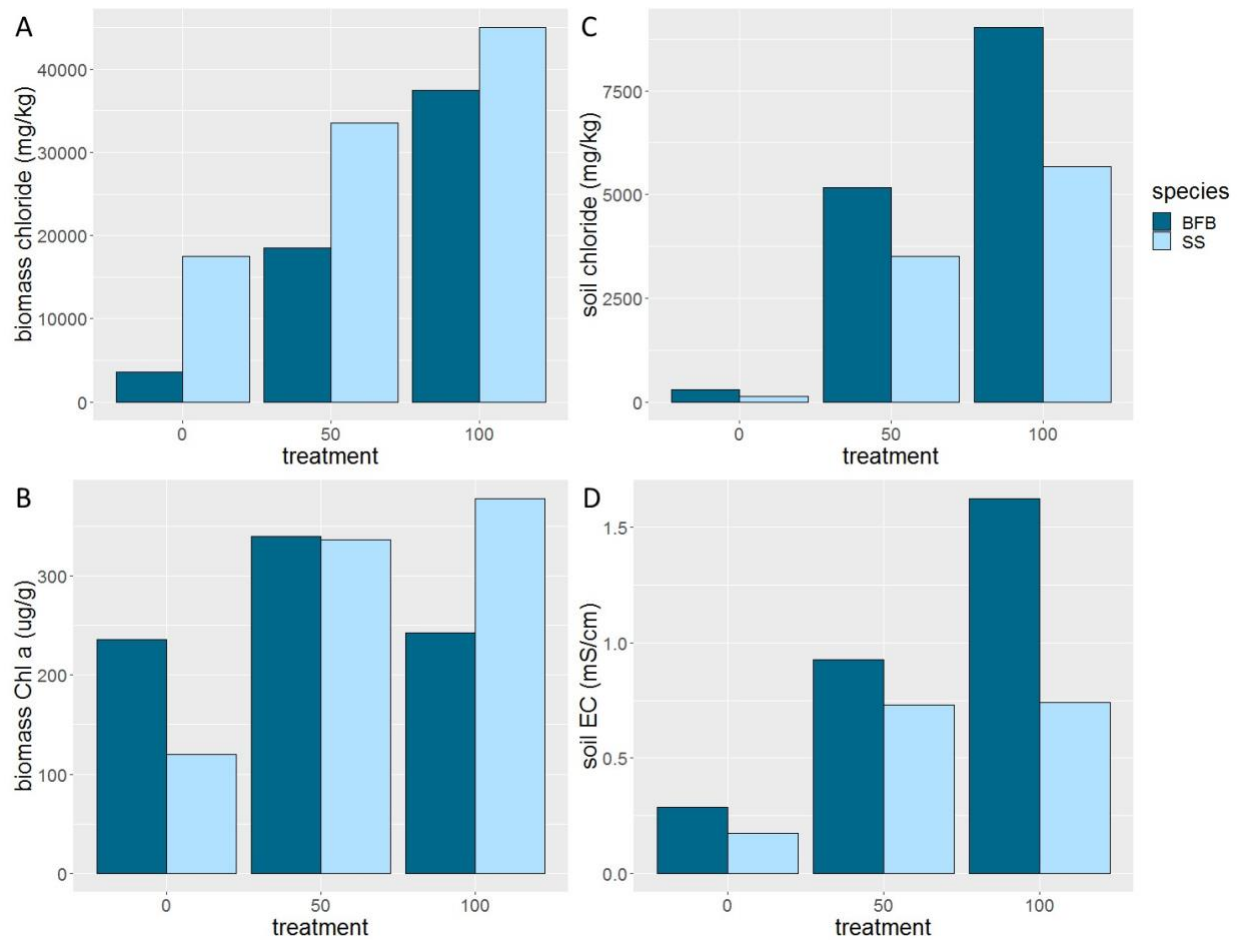 A
biomass chloride (mg/kg)
40000
30000
20000
10000
0
0 50 100
treatment
C
soil chloride (mg/kg)
7500
5000
2500
0
0 50 100
treatment
species
BFB
SS
B
biomass Chl a (ug/g)
300
200
100
0
0 50 100
treatment
D
soil EC (mS/cm)
1.5
1.0
0.5
0.0
0 50 100
treatment